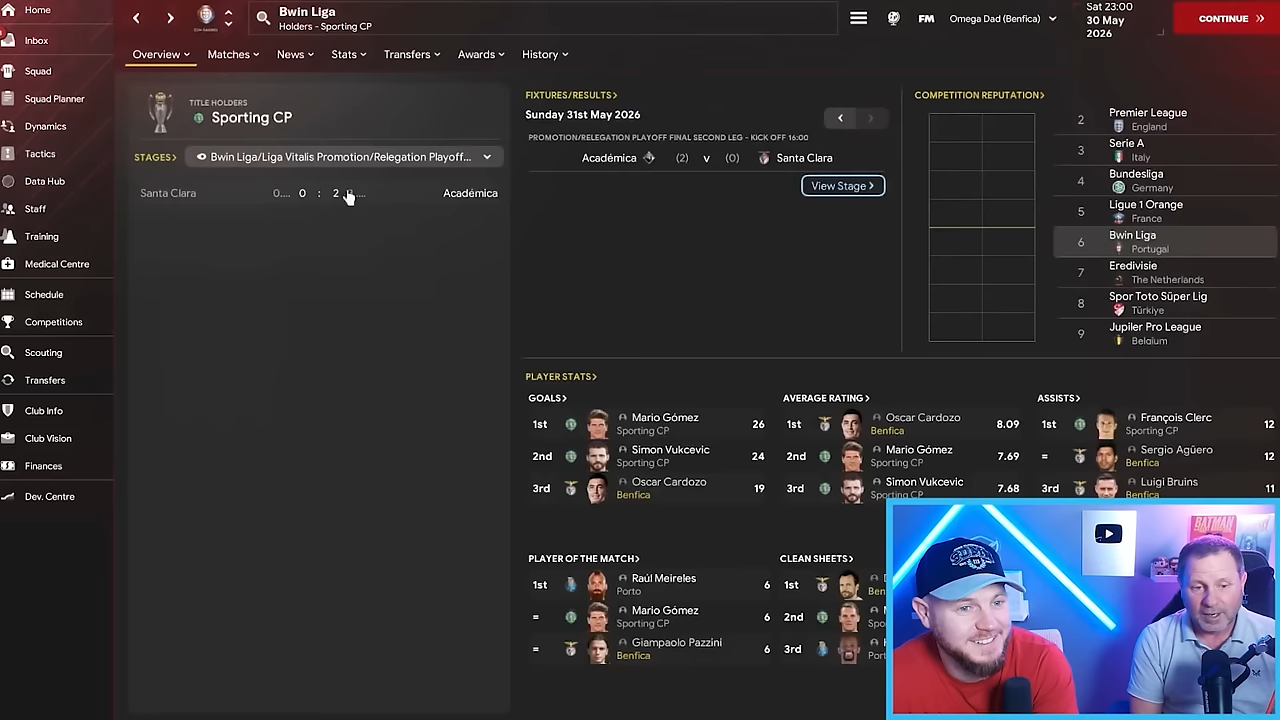 Home
Inbox
Squad
Squad Planner
Dynamics
Tactics
Data Hub
Staff
Training
Medical Centre
Schedule
Competitions
Scouting
Transfers
Club Info
Club Vision
Finances
Dev. Centre
Bwin Liga
Holders - Sporting CP
FM
Omega Dad (Benfica)
Sat 23:00
30 May
2026
CONTINUE
Overview
Matches
News
Stats
Transfers
Awards
History
TITLE HOLDERS
Sporting CP
STAGES
Bwin Liga/Liga Vitalis Promotion/Relegation Playoff...
Santa Clara 0.... 0 : 2 Académica
FIXTURES/RESULTS
Sunday 31st May 2026
PROMOTION/RELEGATION PLAYOFF FINAL SECOND LEG - KICK OFF 16:00
Académica (2) v (0) Santa Clara
View Stage
COMPETITION REPUTATION
2 Premier League
England
3 Serie A
Italy
4 Bundesliga
Germany
5 Ligue 1 Orange
France
6 Bwin Liga
Portugal
7 Eredivisie
The Netherlands
8 Spor Toto Süper Lig
Türkiye
9 Jupiler Pro League
Belgium
PLAYER STATS
GOALS
1st Mario Gómez 26
Sporting CP
2nd Simon Vukcevic 24
Sporting CP
3rd Oscar Cardozo 19
Benfica
AVERAGE RATING
1st Oscar Cardozo 8.09
Benfica
2nd Mario Gómez 7.69
Sporting CP
3rd Simon Vukcevic 7.68
Sporting CP
ASSISTS
1st François Clerc 12
Sporting CP
= Sergio Agüero 12
Benfica
3rd Luigi Bruins 11
Benfica
PLAYER OF THE MATCH
1st Raúl Meireles 6
Porto
= Mario Gómez 6
Sporting CP
= Giampaolo Pazzini 6
Benfica
CLEAN SHEETS
1st
Ben
2nd
Spo
3rd
Port
BATMAN